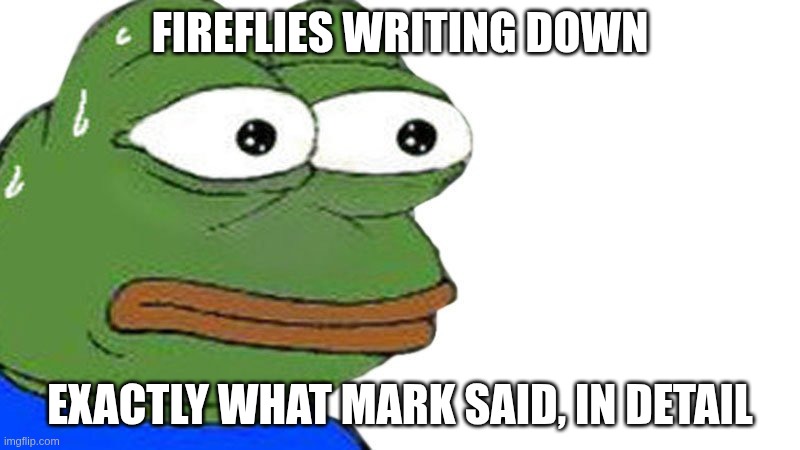 FIREFLIES WRITING DOWN
EXACTLY WHAT MARK SAID, IN DETAIL
imgflip.com